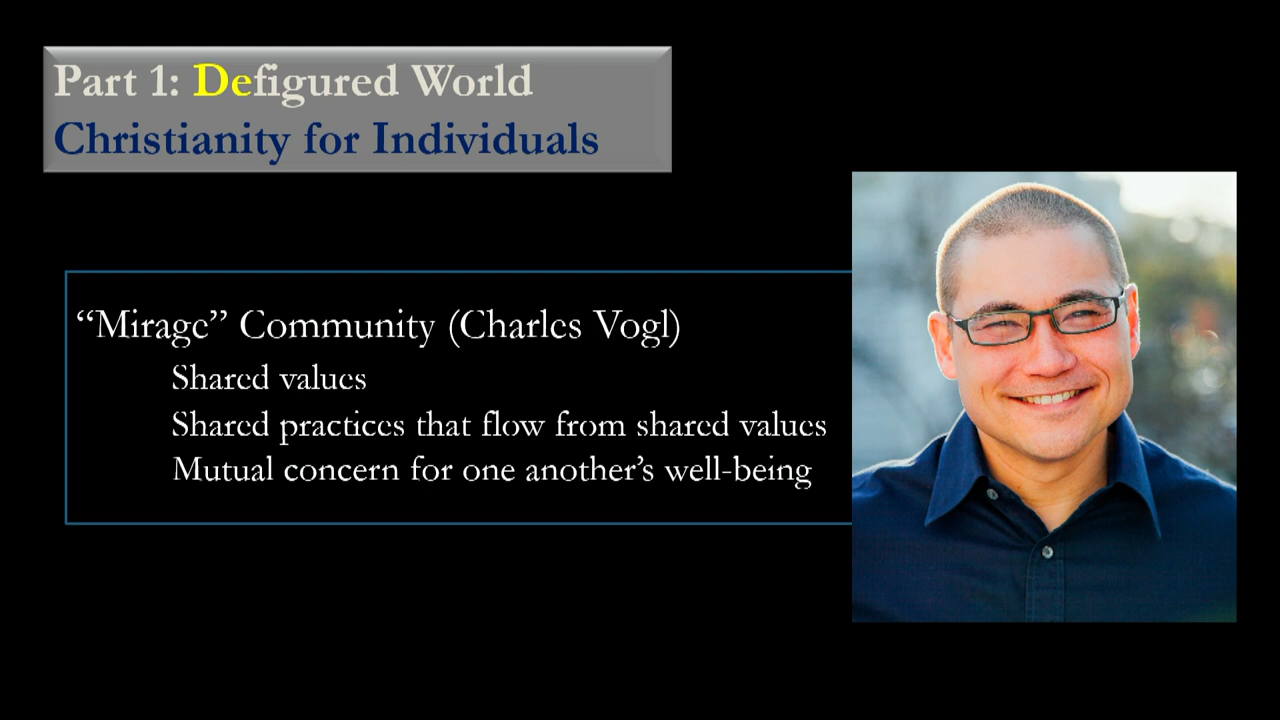 Part 1: Defigured World
Christianity for Individuals
“Mirage” Community (Charles Vogl)
Shared values
Shared practices that flow from shared values
Mutual concern for one another’s well-being